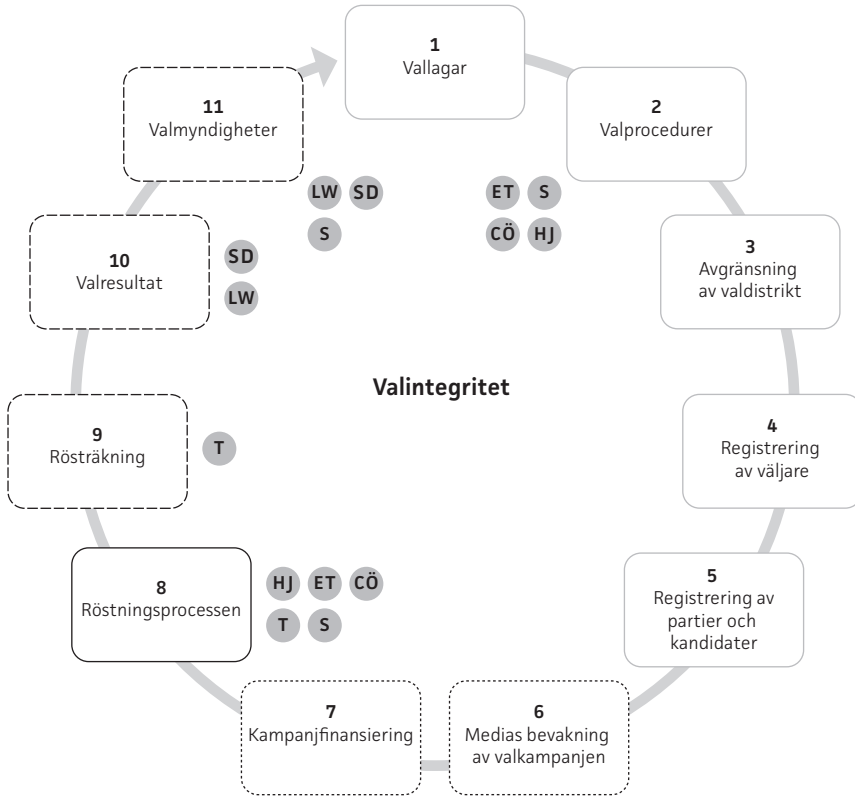 1
Vallagar
2
Valprocedurer
3
Avgränsning
av valdistrikt
4
Registrering
av väljare
5
Registrering av
partier och
kandidater
6
Medias bevakning
av valkampanjen
7
Kampanjfinansiering
8
Röstningsprocessen
HJ ET CÖ
T S
9
Rösträkning
T
10
Valresultat
SD
LW
11
Valmyndigheter
LW SD
S
ET S
CÖ HJ
Valintegritet